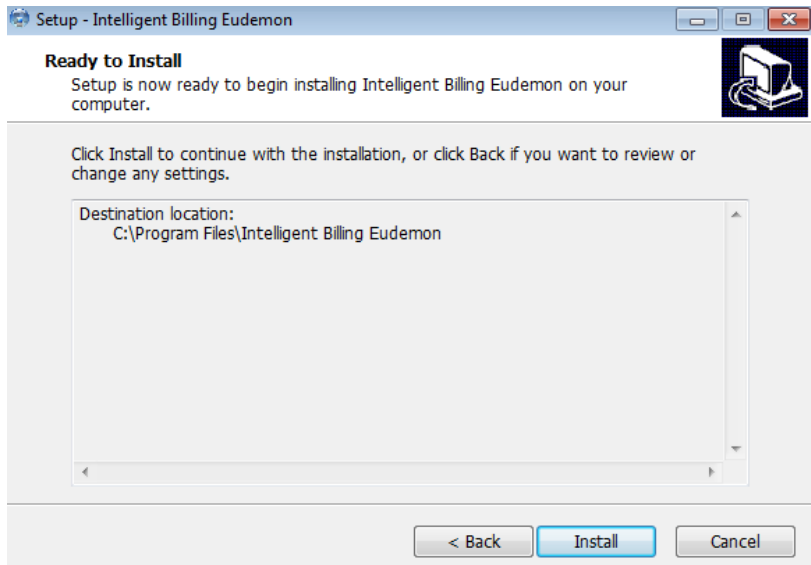 Setup - Intelligent Billing Eudemon
Ready to Install
Setup is now ready to begin installing Intelligent Billing Eudemon on your
computer.
Click Install to continue with the installation, or click Back if you want to review or
change any settings.
Destination location:
C:\Program Files\Intelligent Billing Eudemon
< Back
Install
Cancel